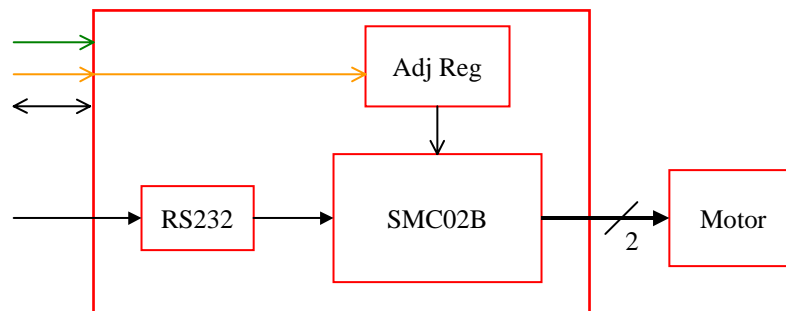 Adj Reg
RS232
SMC02B
Motor
2